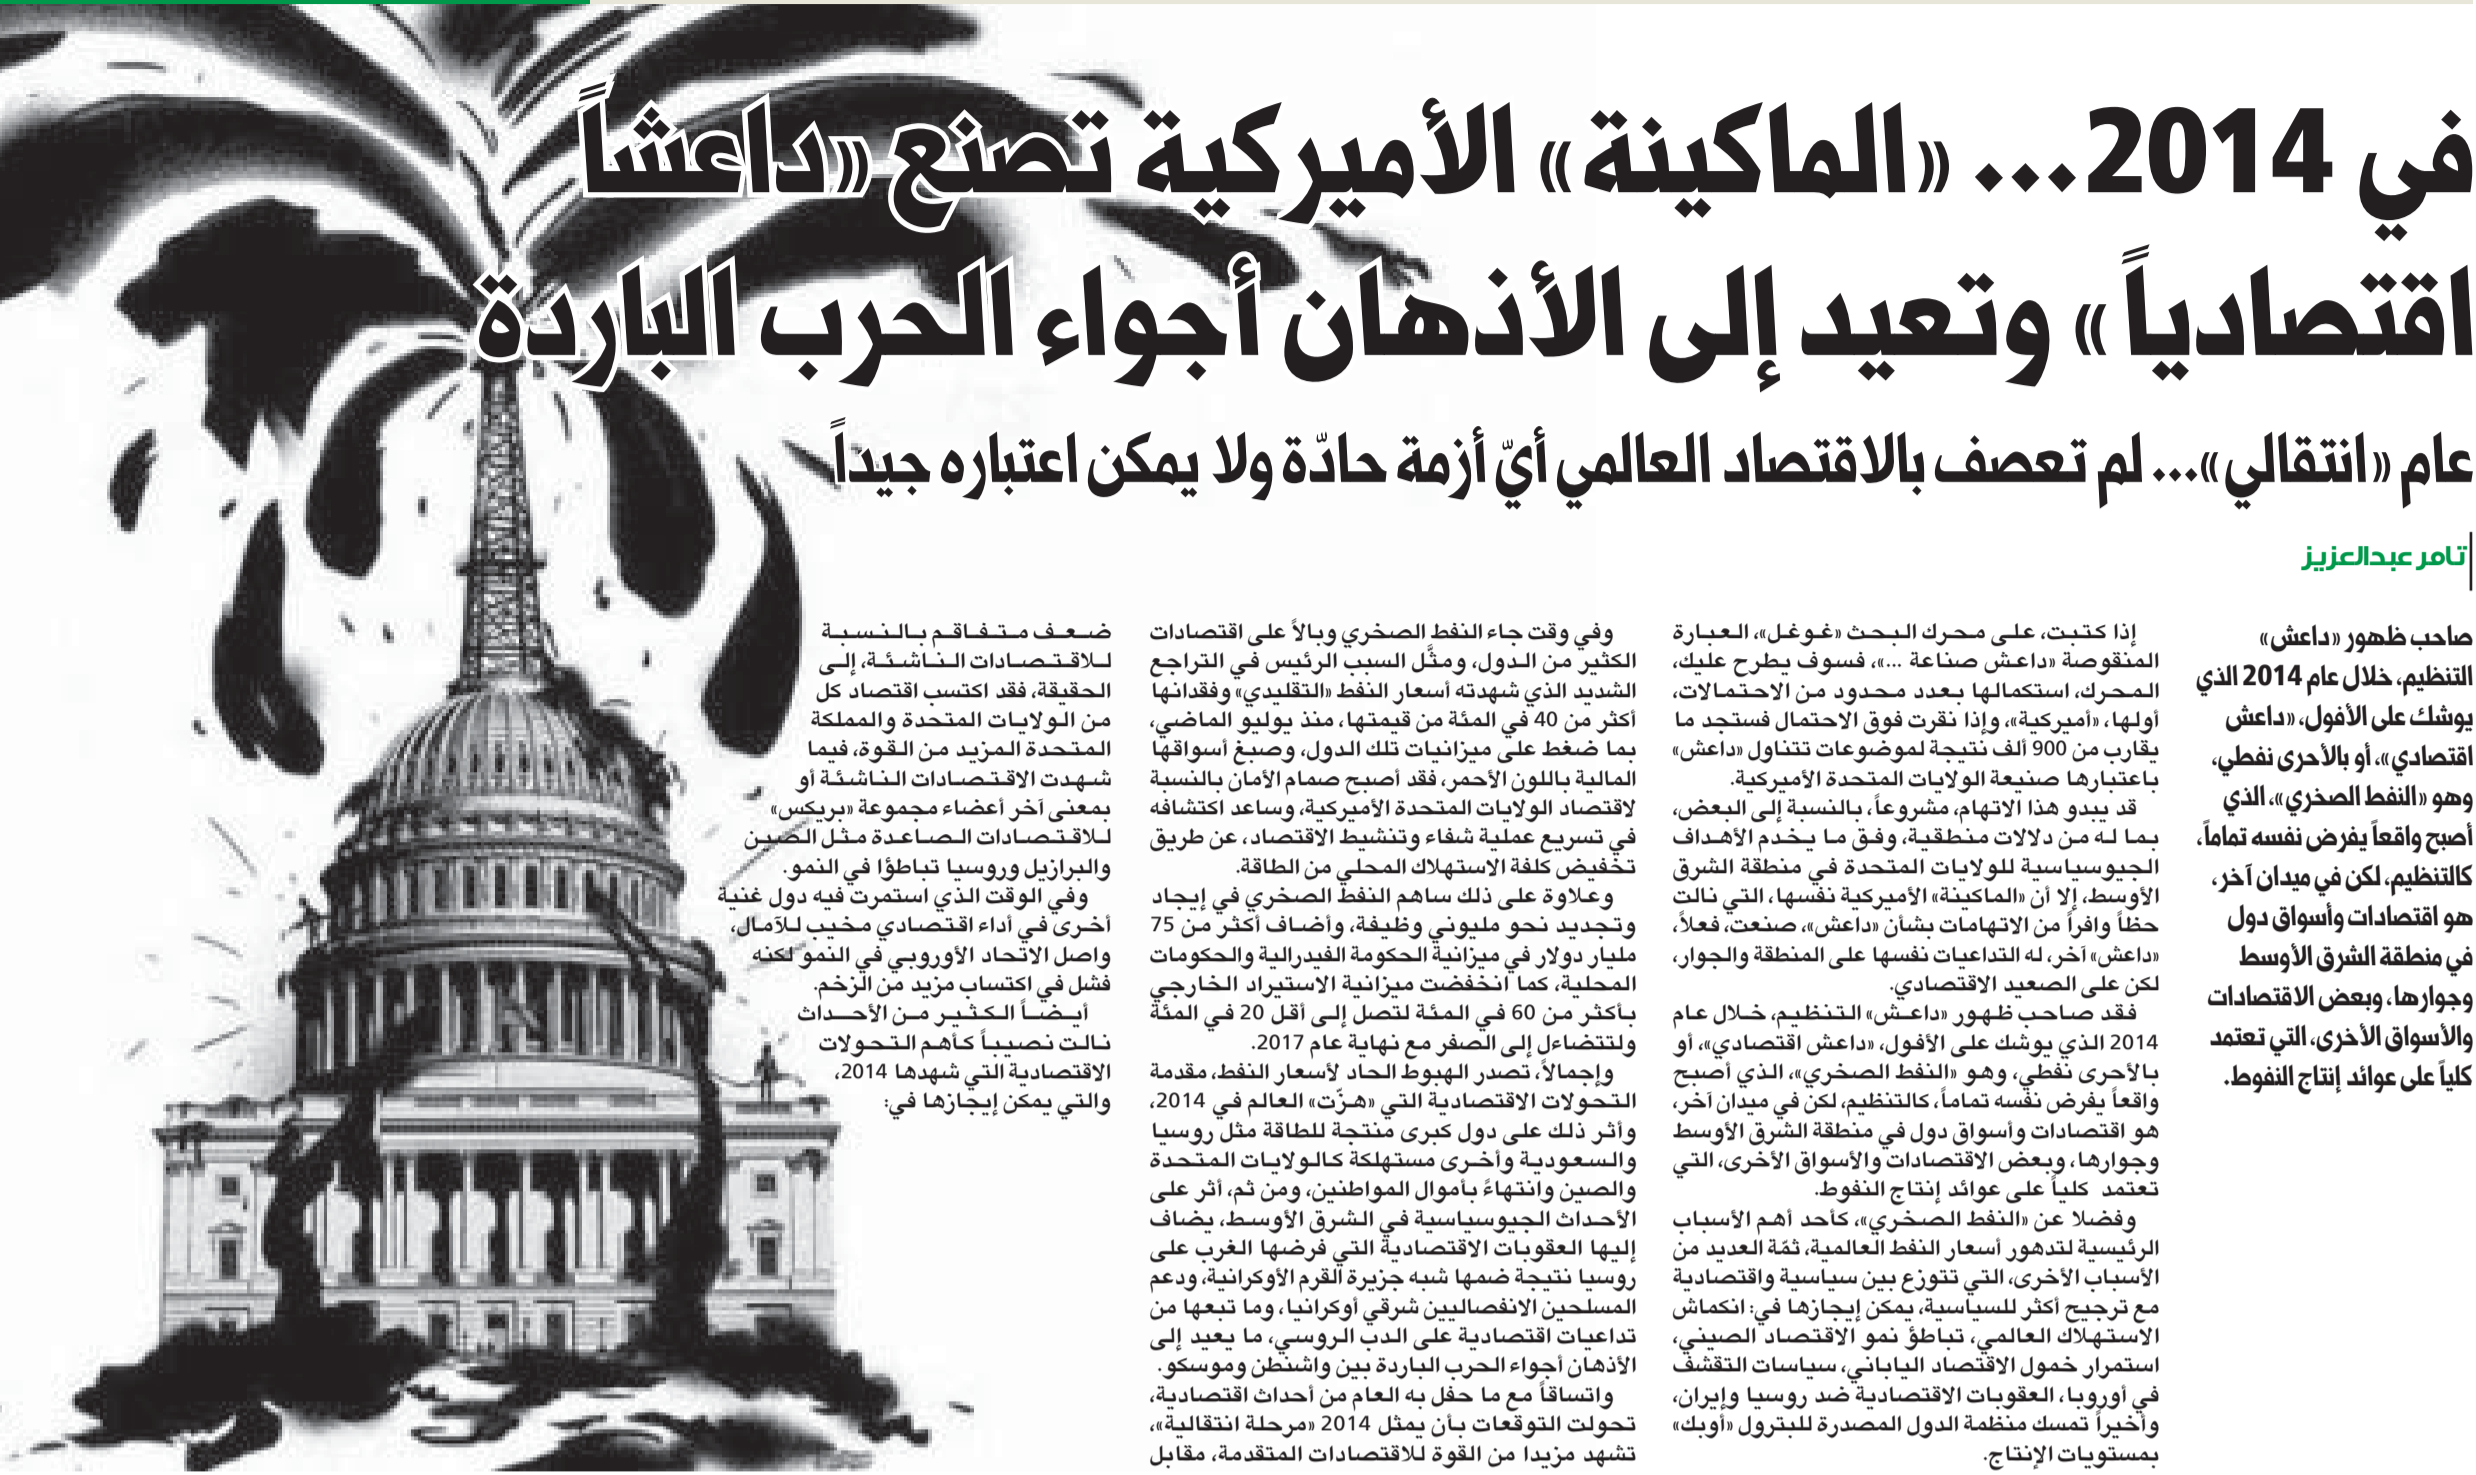 في 2014... «الماكينة» الأميركية تصنع «داعشاً
اقتصادياً» وتعيد إلى الأذهان أجواء الحرب الباردة
عام «انتقالي»... لم تعصف بالاقتصاد العالمي أيّ أزمة حادّة ولا يمكن اعتباره جيداً
تامر عبدالعزيز
صاحب ظهور «داعش»
التنظيم، خلال عام 2014 الذي
يوشك على الأفول، «داعش
اقتصادي»، أو بالأحرى نفطي،
وهو «النفط الصخري»، الذي
أصبح واقعاً يفرض نفسه تماماً،
كالتنظيم، لكن في ميدان آخر،
هو اقتصادات وأسواق دول
في منطقة الشرق الأوسط
وجوارها، وبعض الاقتصادات
والأسواق الأخرى، التي تعتمد
كلياً على عوائد إنتاج النفوط.
إذا كتبت، على محرك البحث «غوغل»، العبارة
المنقوصة «داعش صناعة ...»، فسوف يطرح عليك،
المحرك، استكمالها بعدد محدود من الاحتمالات،
أولها، «أميركية»، وإذا نقرت فوق الاحتمال فستجد ما
يقارب من 900 ألف نتيجة لموضوعات تتناول «داعش»
باعتبارها صنيعة الولايات المتحدة الأميركية.
قد يبدو هذا الاتهام، مشروعاً، بالنسبة إلى البعض،
بما له من دلالات منطقية، وفق ما يخدم الأهداف
الجيوسياسية للولايات المتحدة في منطقة الشرق
الأوسط، إلا أن «الماكينة» الأميركية نفسها، التي نالت
حظاً وافراً من الاتهامات بشأن «داعش»، صنعت، فعلاً،
«داعش» آخر، له التداعيات نفسها على المنطقة والجوار،
لكن على الصعيد الاقتصادي.
فقد صاحب ظهور «داعش» التنظيم، خلال عام
2014 الذي يوشك على الأفول، «داعش اقتصادي»، أو
بالأحرى نفطي، وهو «النفط الصخري»، الذي أصبح
واقعاً يفرض نفسه تماماً، كالتنظيم، لكن في ميدان آخر،
هو اقتصادات وأسواق دول في منطقة الشرق الأوسط
وجوارها، وبعض الاقتصادات والأسواق الأخرى، التي
تعتمد كلياً على عوائد إنتاج النفوط.
وفضلا عن «النفط الصخري»، كأحد أهم الأسباب
الرئيسية لتدهور أسعار النفط العالمية، ثمّة العديد من
الأسباب الأخرى، التي تتوزع بين سياسية واقتصادية
مع ترجيح أكثر للسياسية، يمكن إيجازها في: انكماش
الاستهلاك العالمي، تباطؤ نمو الاقتصاد الصيني،
استمرار خمول الاقتصاد الياباني، سياسات التقشف
في أوروبا، العقوبات الاقتصادية ضد روسيا وإيران،
وأخيراً تمسك منظمة الدول المصدرة للبترول «أوبك»
بمستويات الإنتاج.
وفي وقت جاء النفط الصخري وبالاً على اقتصادات
الكثير من الدول، ومثَّل السبب الرئيس في التراجع
الشديد الذي شهدته أسعار النفط «التقليدي» وفقدانها
أكثر من 40 في المئة من قيمتها، منذ يوليو الماضي،
بما ضغط على ميزانيات تلك الدول، وصبغ أسواقها
المالية باللون الأحمر، فقد أصبح صمام الأمان بالنسبة
لاقتصاد الولايات المتحدة الأميركية، وساعد اكتشافه
في تسريع عملية شفاء وتنشيط الاقتصاد، عن طريق
تخفيض كلفة الاستهلاك المحلي من الطاقة.
وعلاوة على ذلك ساهم النفط الصخري في إيجاد
وتجديد نحو مليوني وظيفة، وأضاف أكثر من 75
مليار دولار في ميزانية الحكومة الفيدرالية والحكومات
المحلية، كما انخفضت ميزانية الاستيراد الخارجي
بأكثر من 60 في المئة لتصل إلى أقل 20 في المئة
ولتتضاءل إلى الصفر مع نهاية عام 2017.
وإجمالاً، تصدر الهبوط الحاد لأسعار النفط، مقدمة
التحولات الاقتصادية التي «هزّت» العالم في 2014،
وأثر ذلك على دول كبرى منتجة للطاقة مثل روسيا
والسعودية وأخرى مستهلكة كالولايات المتحدة
والصين وانتهاءً بأموال المواطنين، ومن ثم، أثر على
الأحداث الجيوسياسية في الشرق الأوسط، يضاف
إليها العقوبات الاقتصادية التي فرضها الغرب على
روسيا نتيجة ضمها شبه جزيرة القرم الأوكرانية، ودعم
المسلحين الانفصاليين شرقي أوكرانيا، وما تبعها من
تداعيات اقتصادية على الدب الروسي، ما يعيد إلى
الأذهان أجواء الحرب الباردة بين واشنطن وموسكو.
واتساقاً مع ما حفل به العام من أحداث اقتصادية،
تحولت التوقعات بأن يمثل 2014 «مرحلة انتقالية»،
تشهد مزيدا من القوة للاقتصادات المتقدمة، مقابل
ضعف متفاقم بالنسبة
للاقتصادات الناشئة، إلى
الحقيقة، فقد اكتسب اقتصاد كل
من الولايات المتحدة والمملكة
المتحدة المزيد من القوة، فيما
شهدت الاقتصادات الناشئة أو
بمعنى آخر أعضاء مجموعة «بريكس»
للاقتصادات الصاعدة مثل الصين
والبرازيل وروسيا تباطؤا في النمو.
وفي الوقت الذي استمرت فيه دول غنية
أخرى في أداء اقتصادي مخيب للآمال،
واصل الاتحاد الأوروبي في النمو لكنه
فشل في اكتساب مزيد من الزخم.
أيضاً الكثير من الأحداث
نالت نصيباً كأهم التحولات
الاقتصادية التي شهدها 2014،
والتي يمكن إيجازها في: